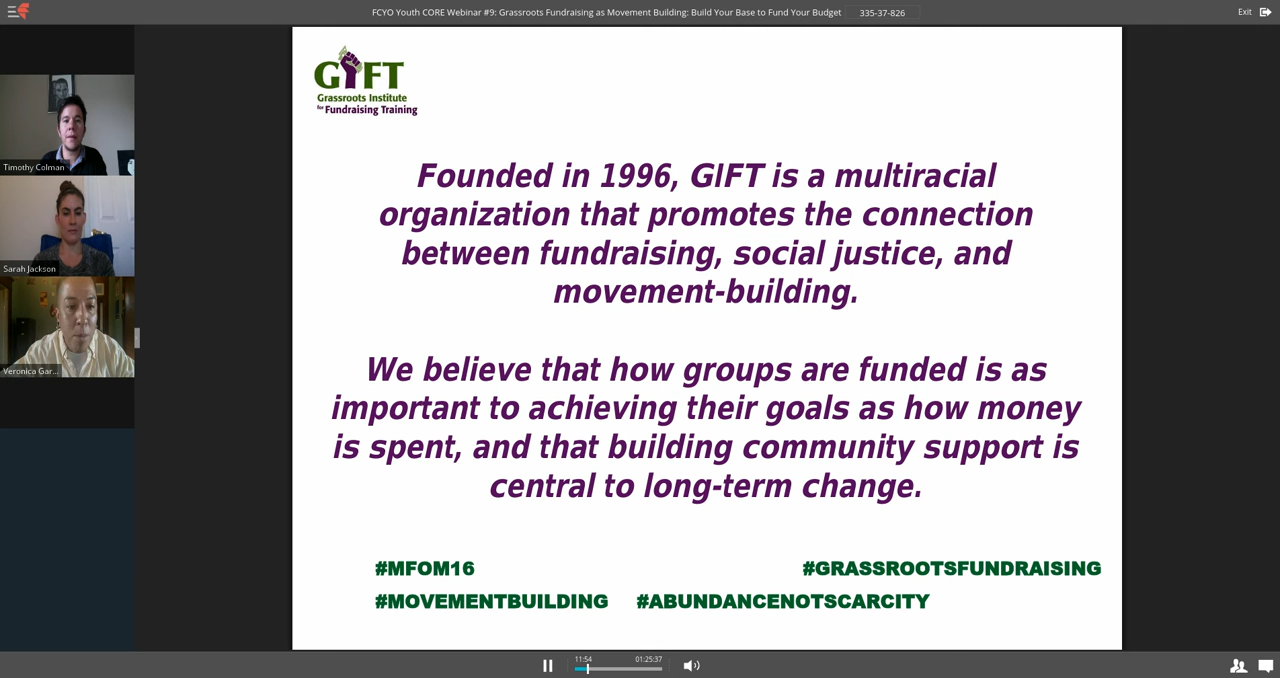 FCYO Youth CORE Webinar #9: Grassroots Fundraising as Movement Building: Build Your Base to Fund Your Budget
335-37-826
Exit
Timothy Colman
Sarah Jackson
Veronica Gar...
GIFT
Grassroots Institute
for Fundraising Training
Founded in 1996, GIFT is a multiracial
organization that promotes the connection
between fundraising, social justice, and
movement-building.
We believe that how groups are funded is as
important to achieving their goals as how money
is spent, and that building community support is
central to long-term change.
#MFOM16 #GRASSROOTSFUNDRAISING
#MOVEMENTBUILDING #ABUNDANCENOTSCARCITY
11:54
01:25:37